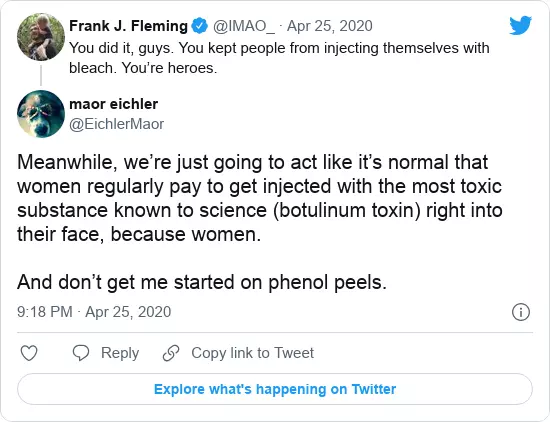 Frank J. Fleming @IMAO_ · Apr 25, 2020
You did it, guys. You kept people from injecting themselves with
bleach. You’re heroes.
maor eichler
@EichlerMaor
Meanwhile, we’re just going to act like it’s normal that
women regularly pay to get injected with the most toxic
substance known to science (botulinum toxin) right into
their face, because women.
And don’t get me started on phenol peels.
9:18 PM · Apr 25, 2020
Reply Copy link to Tweet
Explore what's happening on Twitter